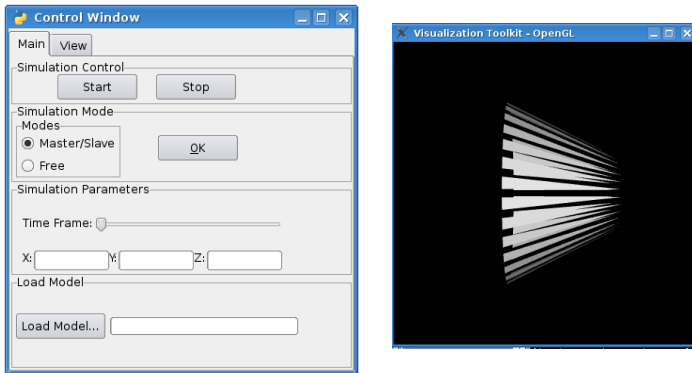 Control Window
Main View
Simulation Control
Start Stop
Simulation Mode
Modes
Master/Slave
OK
Free
Simulation Parameters
Time Frame:
X: Y: Z:
Load Model
Load Model...
Visualization Toolkit - OpenGL